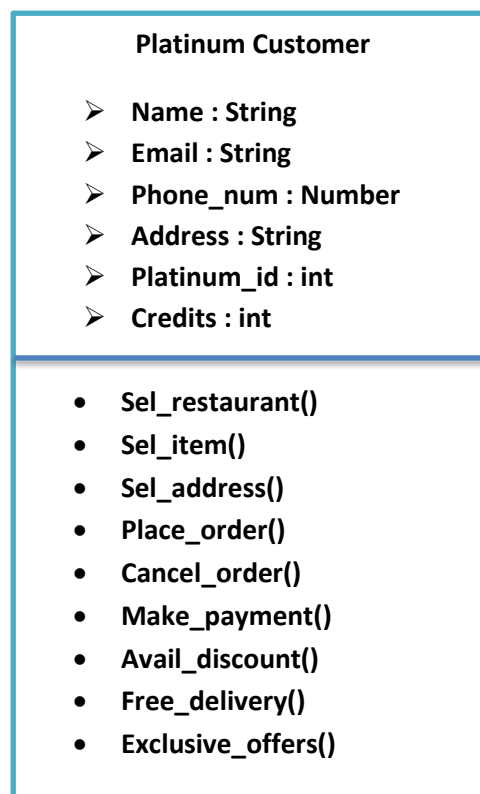 Platinum Customer
➢ Name : String
➢ Email : String
➢ Phone_num : Number
➢ Address : String
➢ Platinum_id : int
➢ Credits : int
• Sel_restaurant()
• Sel_item()
• Sel_address()
• Place_order()
• Cancel_order()
• Make_payment()
• Avail_discount()
• Free_delivery()
• Exclusive_offers()